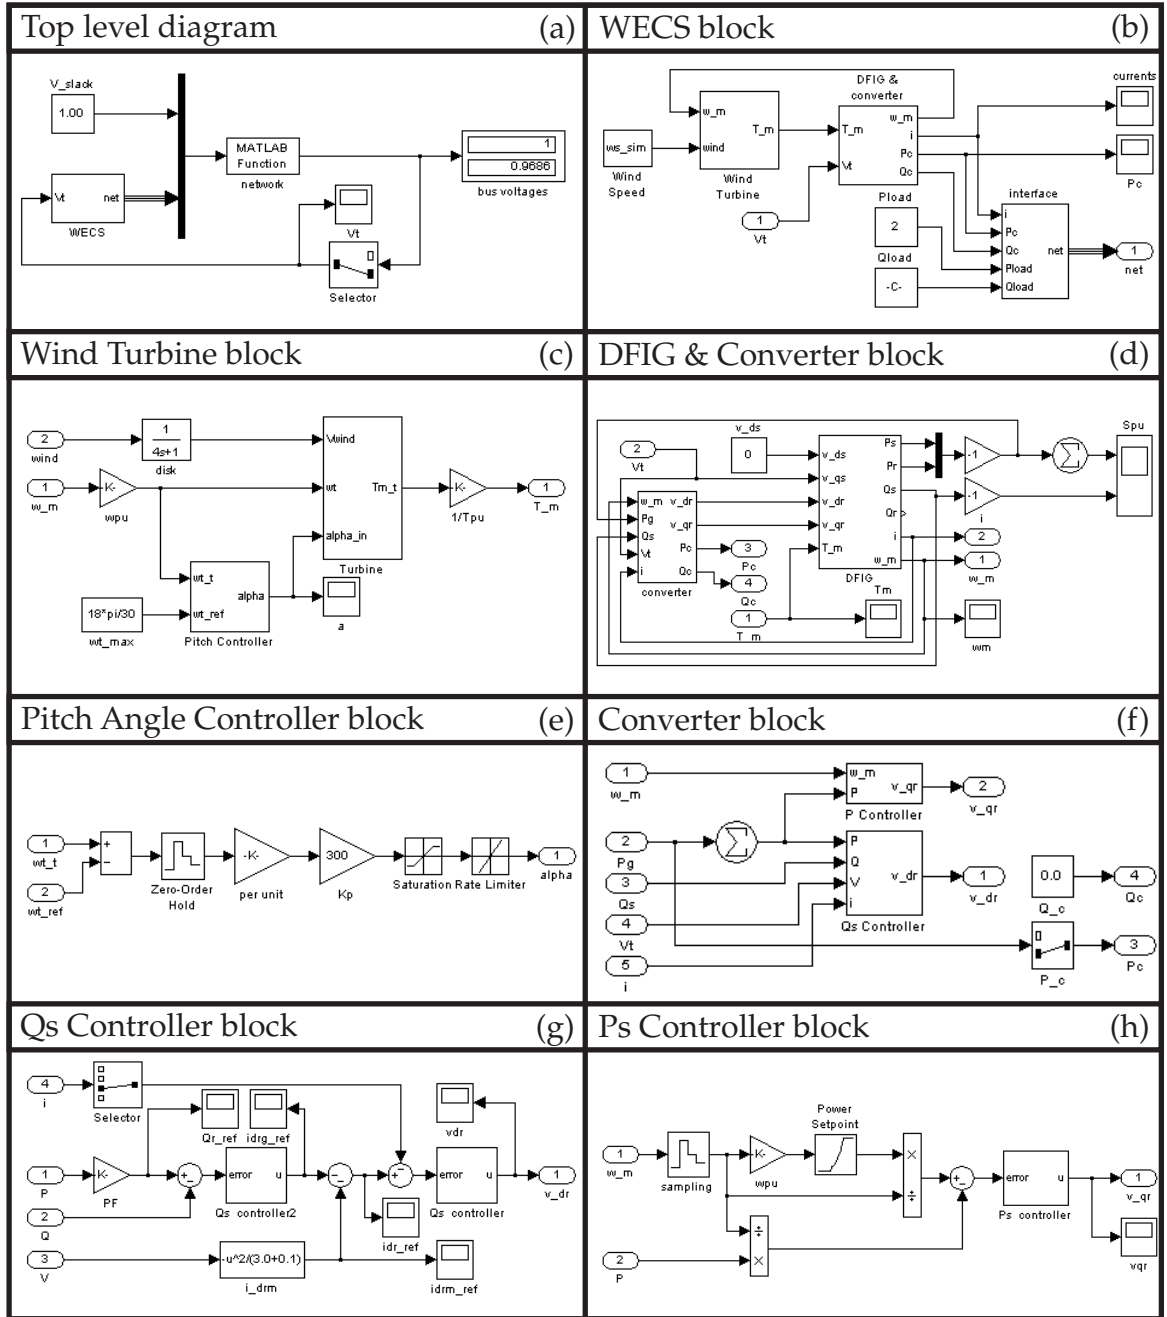 Top level diagram (a)
V_slack
1.00
MATLAB
Function
network
1
0.9686
bus voltages
Vt
net
WECS
Vt
Selector
WECS block (b)
DFIG &
converter
currents
w_m
wind
T_m
Wind
Turbine
ws_sim
Wind
Speed
T_m
Vt
w_m
i
Pc
Qc
Pc
1
Vt
Pload
2
Qload
-C-
interface
i
Pc
Qc
Pload
Qload
net
1
net
Wind Turbine block (c)
2
wind
1
4s+1
disk
1
w_m
K-
wpu
Vwind
wt
alpha_in
Tm_t
Turbine
K-
1/Tpu
1
T_m
18*pi/30
wt_max
wt_t
wt_ref
alpha
Pitch Controller
a
DFIG & Converter block (d)
v_ds
0
2
Vt
v_ds
v_qs
v_dr
v_qr
T_m
Ps
Pr
Qs
Qr
i
w_m
DFIG
-1
-1
i
Σ
Spu
w_m
Pg
Qs
Vt
i
v_dr
v_qr
Pc
Qc
converter
3
Pc
4
Qc
1
T_m
Tm
2
1
w_m
wm
Pitch Angle Controller block (e)
1
wt_t
2
wt_ref
+
−
Zero-Order
Hold
-K-
per unit
300
Kp
Saturation
Rate Limiter
1
alpha
Converter block (f)
1
w_m
2
Pg
3
Qs
4
Vt
5
i
Σ
w_m
P
v_qr
P Controller
2
v_qr
P
Q
V
i
v_dr
Qs Controller
1
v_dr
0.0
Q_c
4
Qc
P_c
3
Pc
Qs Controller block (g)
4
i
Selector
Qr_ref
idrg_ref
vdr
1
P
K-
PF
2
Q
3
V
+
−
error
u
Qs controller2
−
+
−
error
u
Qs controller
1
v_dr
idr_ref
-u^2/(3.0+0.1)
i_drm
idrm_ref
Ps Controller block (h)
1
w_m
sampling
K-
wpu
Power
Setpoint
×
÷
÷
×
2
P
+
−
error
u
Ps controller
1
v_qr
vqr